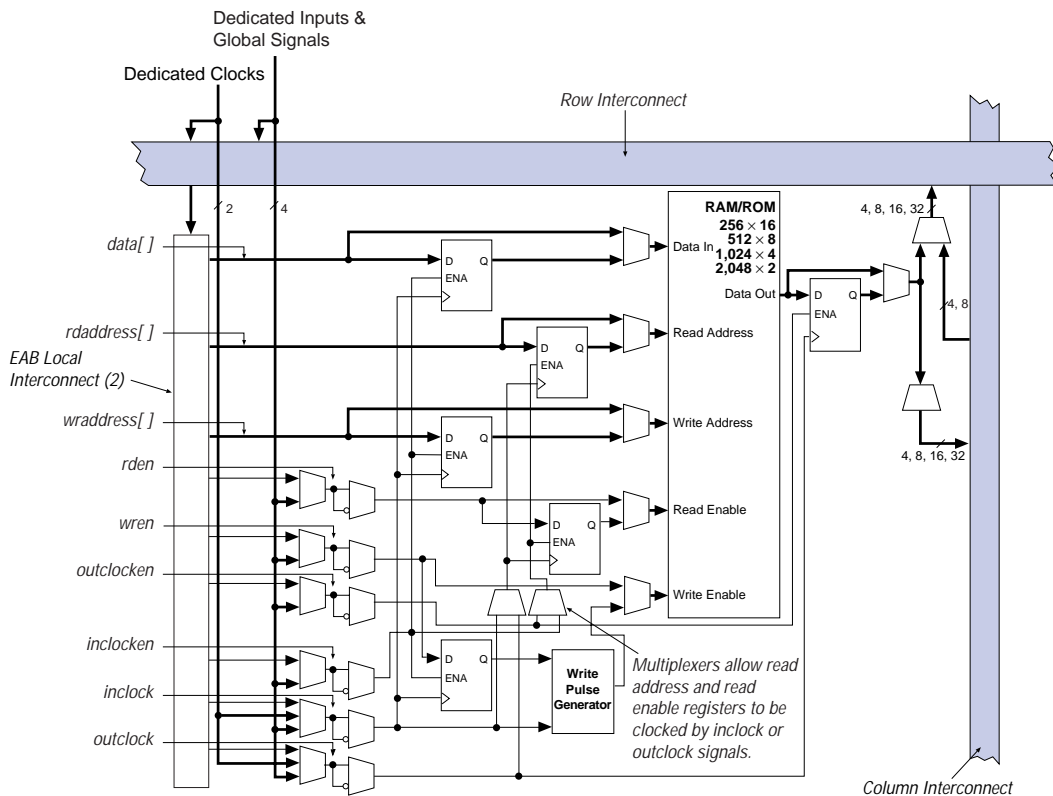 Dedicated Inputs &
Global Signals
Dedicated Clocks
Row Interconnect
2
4
RAM/ROM
256 × 16
512 × 8
1,024 × 4
2,048 × 2
4, 8, 16, 32
data[ ]
D
Q
ENA
Data In
Data Out
D
Q
ENA
4, 8
rdaddress[ ]
D
Q
ENA
Read Address
EAB Local
Interconnect (2)
wraddress[ ]
D
Q
ENA
Write Address
4, 8, 16, 32
rden
D
Q
ENA
Read Enable
wren
outclocken
Write Enable
inclocken
D
Q
ENA
Write
Pulse
Generator
Multiplexers allow read
address and read
enable registers to be
clocked by inclock or
outclock signals.
inclock
outclock
Column Interconnect